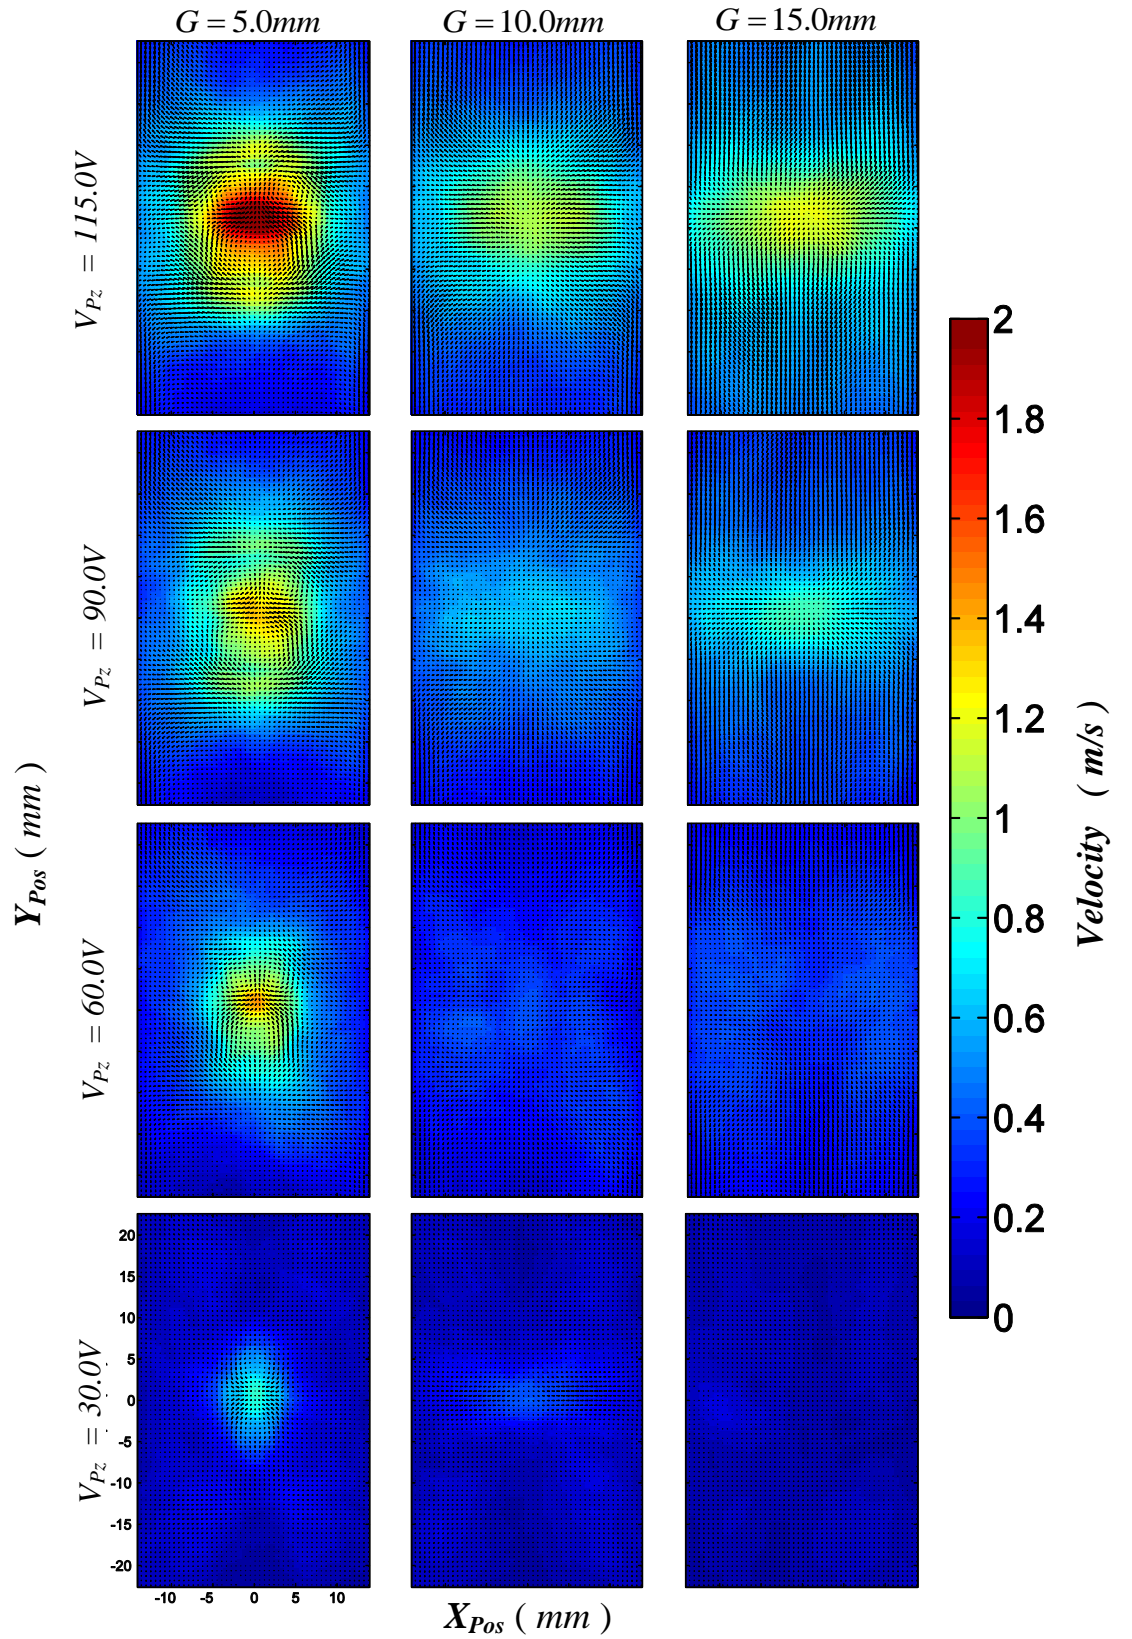 G = 5.0mm
G = 10.0mm
G = 15.0mm
V_Pz = 115.0V
V_Pz = 90.0V
V_Pz = 60.0V
V_Pz = 30.0V
Y_Pos ( mm )
20
15
10
5
0
-5
-10
-15
-20
-10 -5 0 5 10
X_Pos ( mm )
2
1.8
1.6
1.4
1.2
1
0.8
0.6
0.4
0.2
0
Velocity ( m/s )